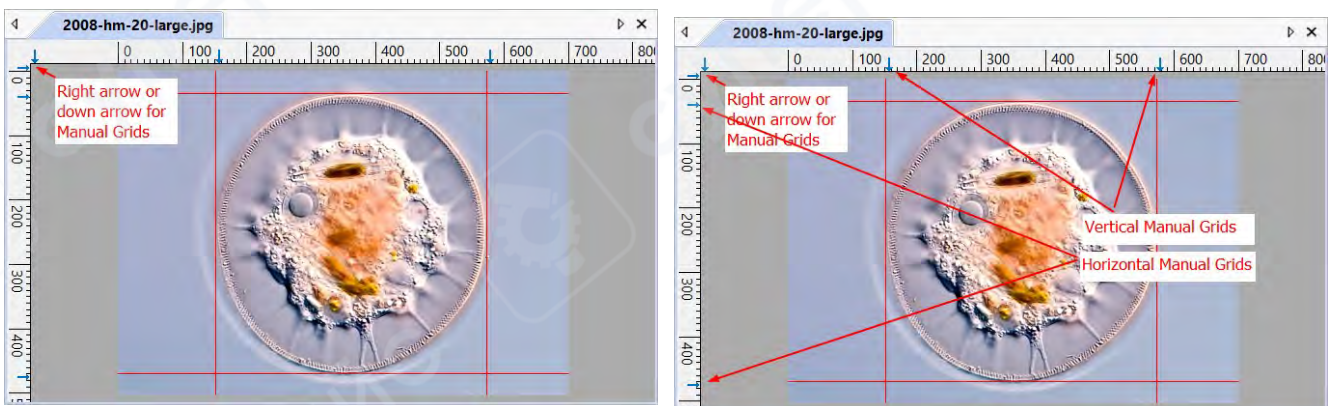 2008-hm-20-large.jpg
0 100 200 300 400 500 600 700 80
Right arrow or
down arrow for
Manual Grids
0
100
200
300
400
2008-hm-20-large.jpg
0 100 200 300 400 500 600 700 80
Right arrow or
down arrow for
Manual Grids
0
100
200
Vertical Manual Grids
Horizontal Manual Grids
300
400